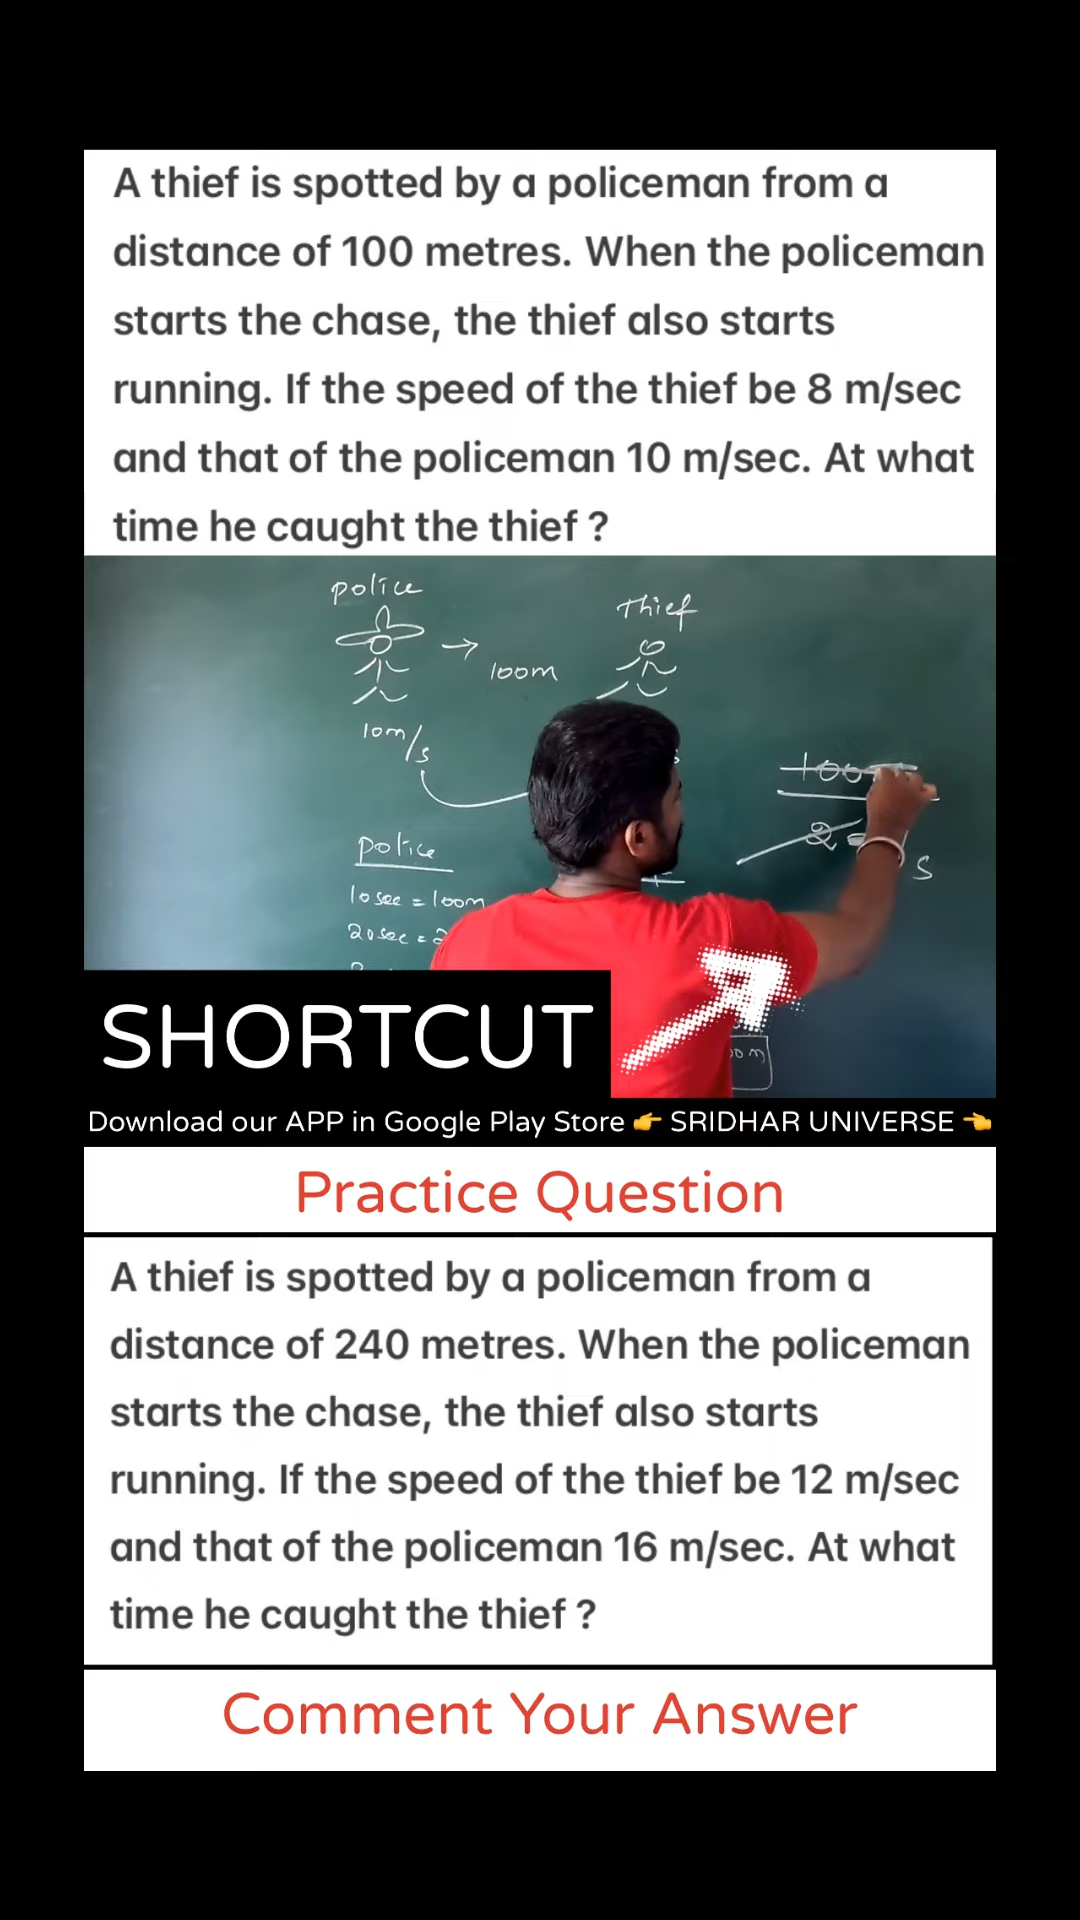 A thief is spotted by a policeman from a
distance of 100 metres. When the policeman
starts the chase, the thief also starts
running. If the speed of the thief be 8 m/sec
and that of the policeman 10 m/sec. At what
time he caught the thief ?
police
Thief
100m
10m/s
100
2
s
police
10sec = 100m
20sec = 2
SHORTCUT
Download our APP in Google Play Store 👉 SRIDHAR UNIVERSE 👈
Practice Question
A thief is spotted by a policeman from a
distance of 240 metres. When the policeman
starts the chase, the thief also starts
running. If the speed of the thief be 12 m/sec
and that of the policeman 16 m/sec. At what
time he caught the thief ?
Comment Your Answer